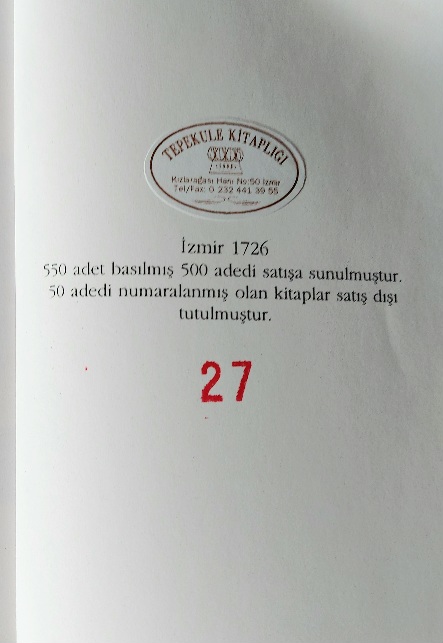 TEPEKULE KİTAPLIĞI
Kızlarağası Hanı No:50 İzmir
Tel/Fax: 0 232 441 39 55
İzmir 1726
550 adet basılmış 500 adedi satışa sunulmuştur.
50 adedi numaralanmış olan kitaplar satış dışı
tutulmuştur.
27